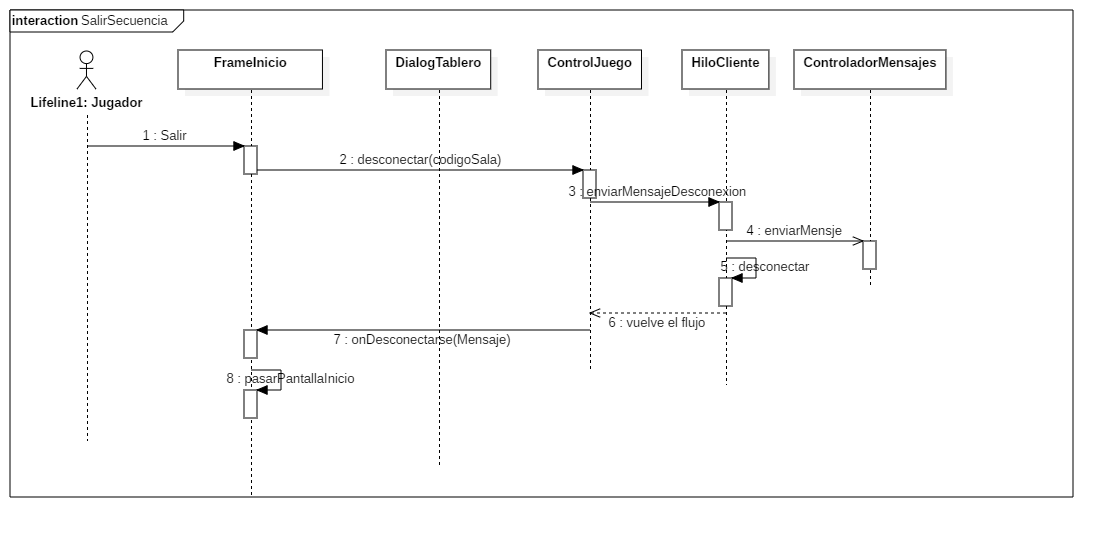 interaction SalirSecuencia
FrameInicio
DialogTablero
ControlJuego
HiloCliente
ControladorMensajes
Lifeline1: Jugador
1 : Salir
2 : desconectar(codigoSala)
3 : enviarMensajeDesconexion
4 : enviarMensje
5 : desconectar
6 : vuelve el flujo
7 : onDesconectarse(Mensaje)
8 : pasarPantallaInicio